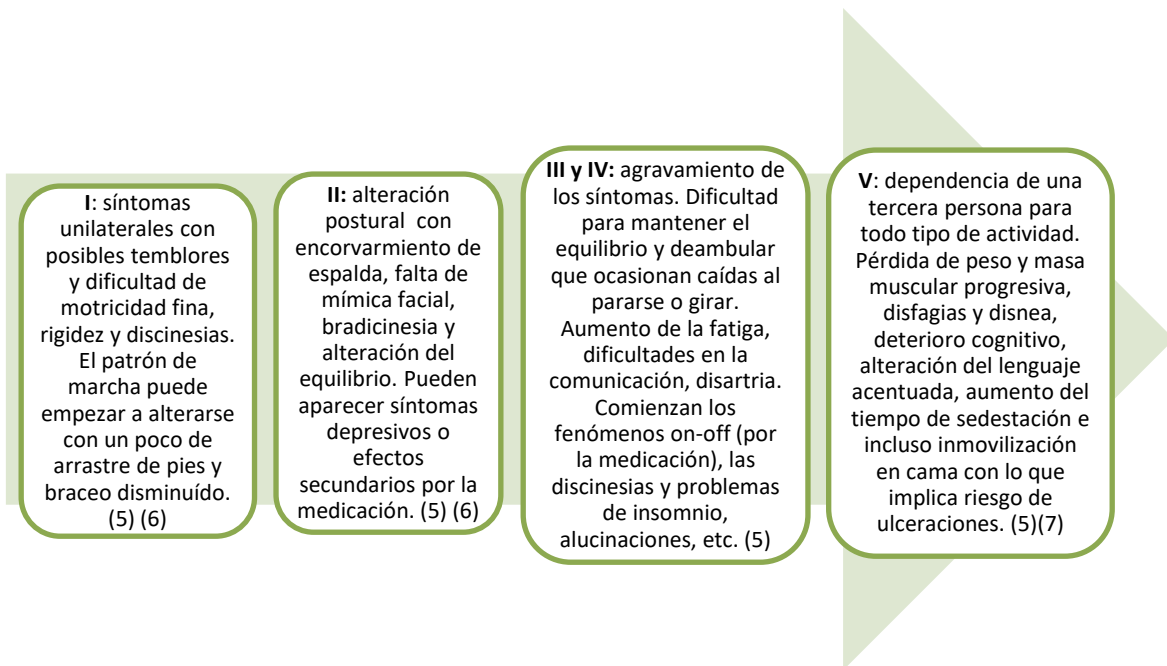 I: síntomas
unilaterales con
posibles temblores
y dificultad de
motricidad fina,
rigidez y discinesias.
El patrón de
marcha puede
empezar a alterarse
con un poco de
arrastre de pies y
braceo disminuído.
(5) (6)
II: alteración
postural con
encorvarmiento de
espalda, falta de
mímica facial,
bradicinesia y
alteración del
equilibrio. Pueden
aparecer síntomas
depresivos o
efectos
secundarios por la
medicación. (5) (6)
III y IV: agravamiento de
los síntomas. Dificultad
para mantener el
equilibrio y deambular
que ocasionan caídas al
pararse o girar.
Aumento de la fatiga,
dificultades en la
comunicación, disartria.
Comienzan los
fenómenos on-off (por
la medicación), las
discinesias y problemas
de insomnio,
alucinaciones, etc. (5)
V: dependencia de una
tercera persona para
todo tipo de actividad.
Pérdida de peso y masa
muscular progresiva,
disfagias y disnea,
deterioro cognitivo,
alteración del lenguaje
acentuada, aumento del
tiempo de sedestación e
incluso inmovilización
en cama con lo que
implica riesgo de
ulceraciones. (5)(7)